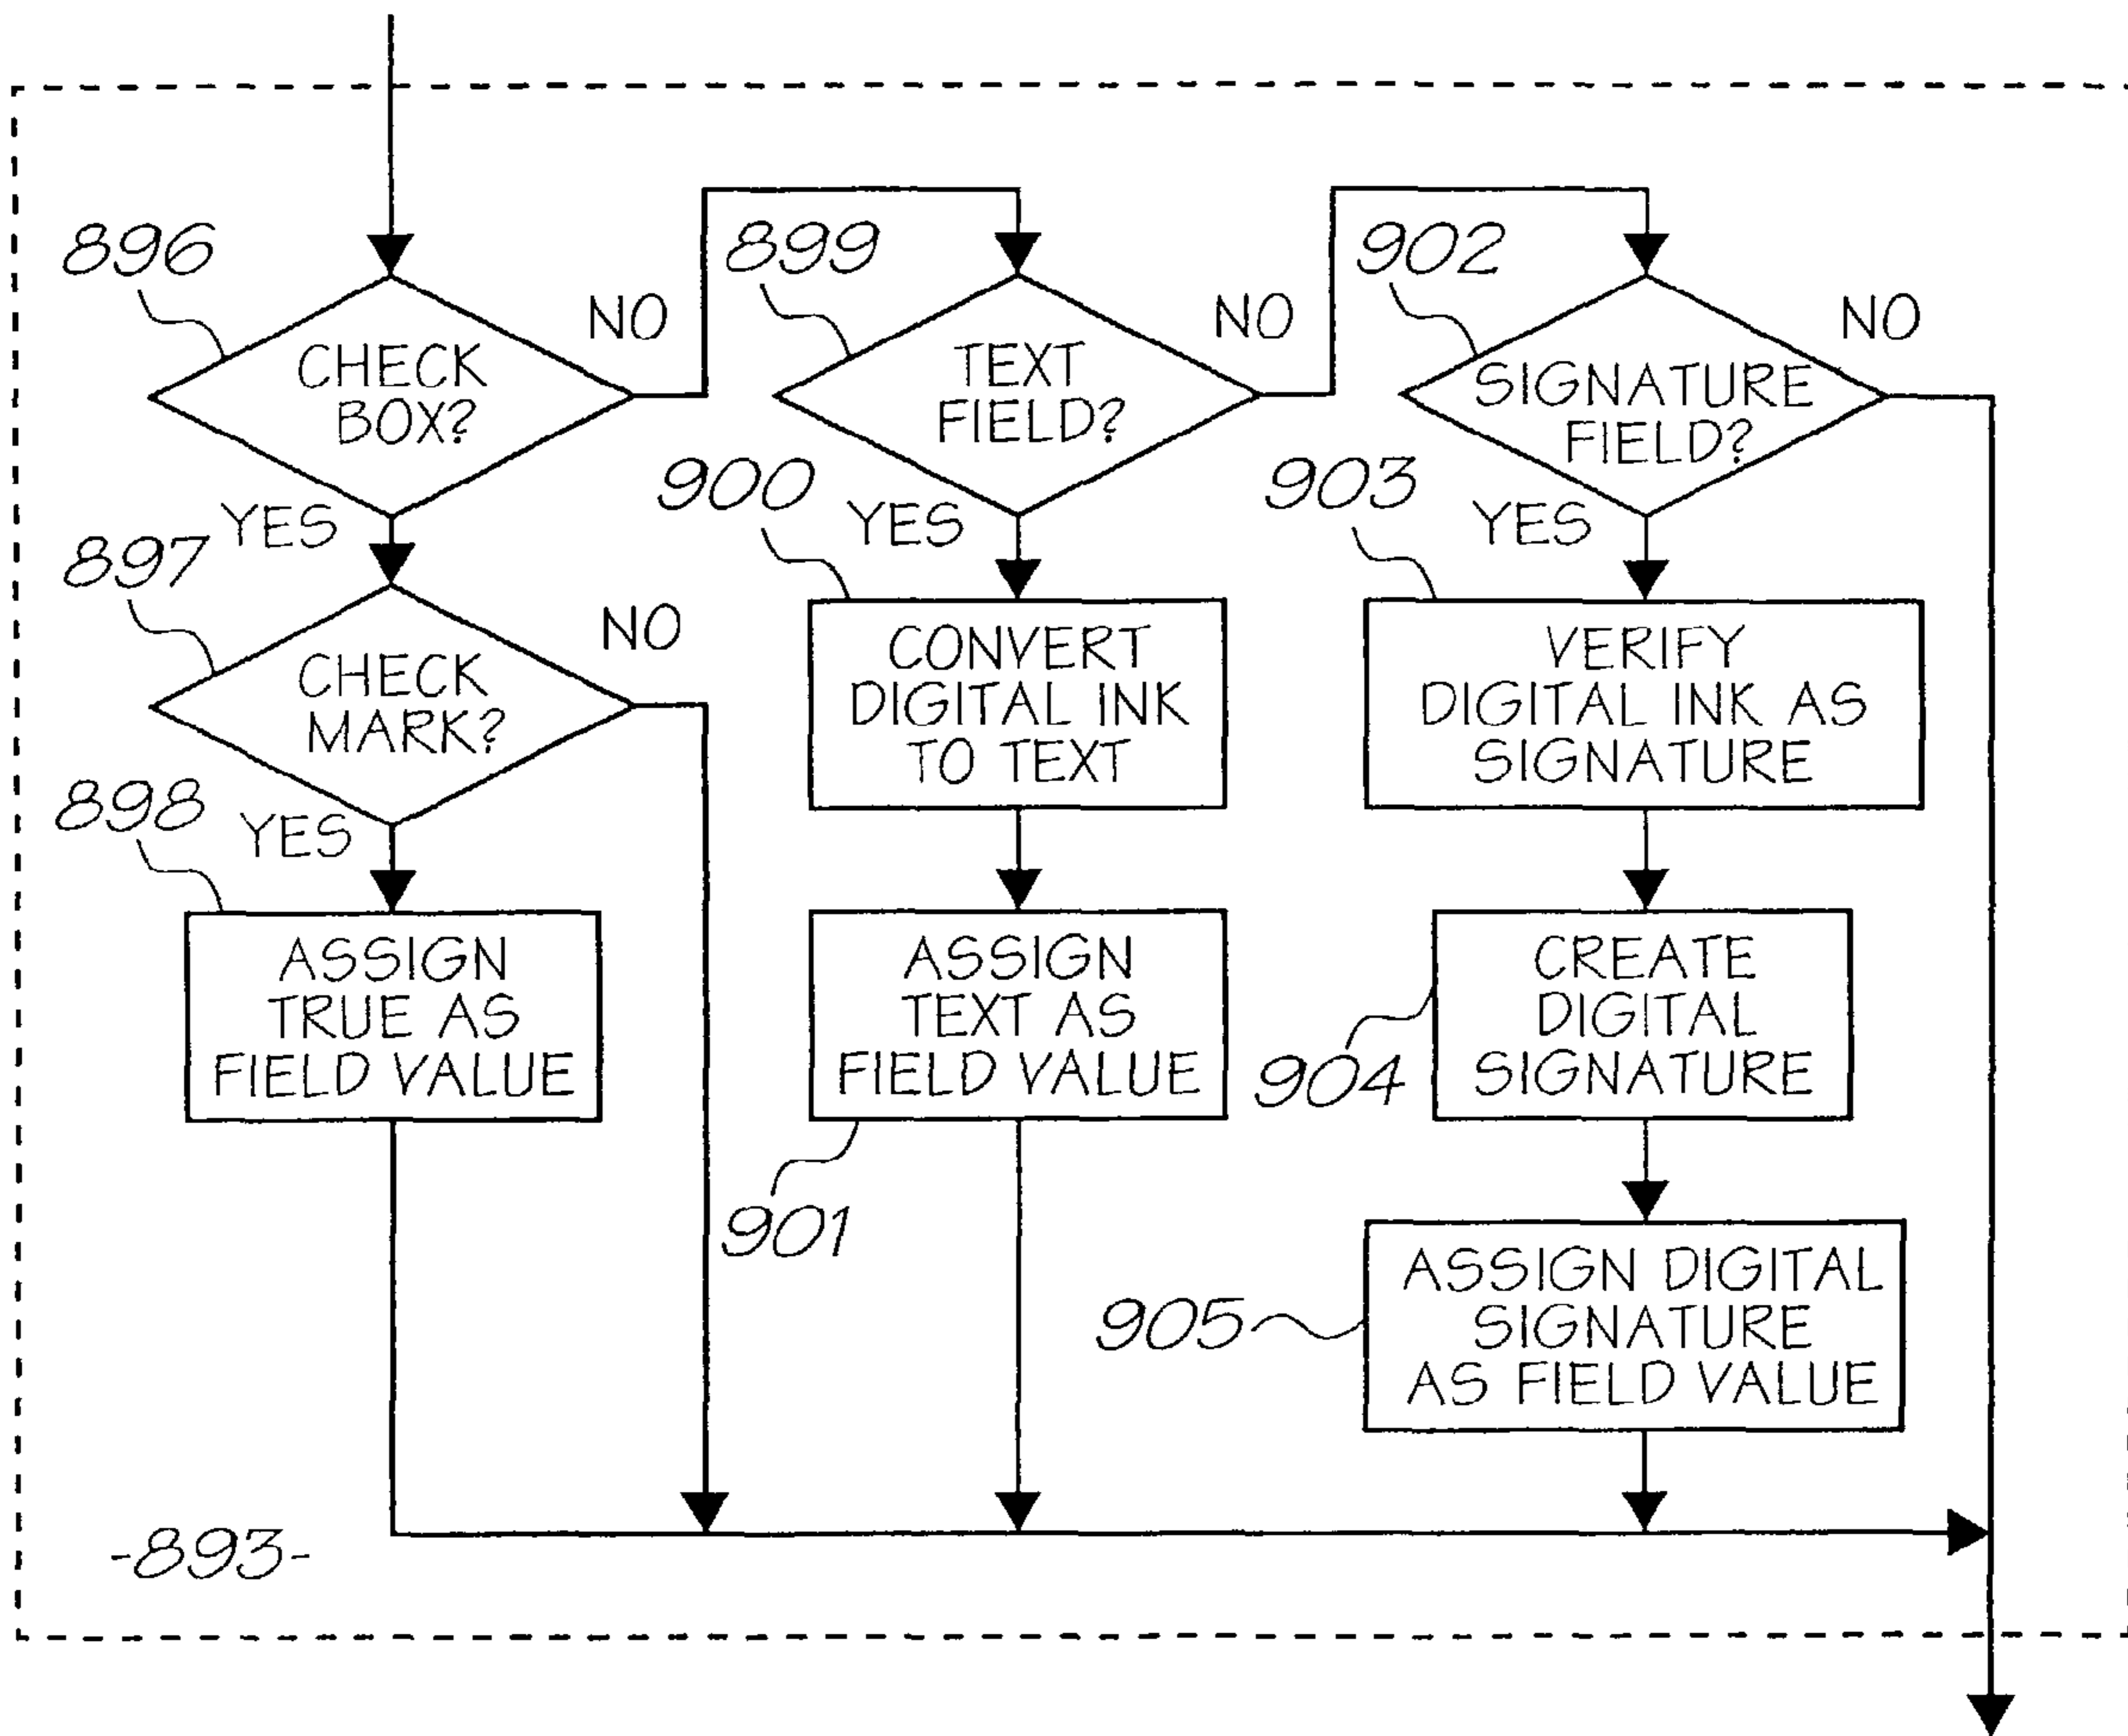 896
CHECK
BOX?
NO
YES
897
CHECK
MARK?
NO
YES
898
ASSIGN
TRUE AS
FIELD VALUE
899
TEXT
FIELD?
NO
YES
900
CONVERT
DIGITAL INK
TO TEXT
ASSIGN
TEXT AS
FIELD VALUE
901
902
SIGNATURE
FIELD?
NO
YES
903
VERIFY
DIGITAL INK AS
SIGNATURE
CREATE
DIGITAL
SIGNATURE
904
ASSIGN DIGITAL
SIGNATURE
AS FIELD VALUE
905
-893-